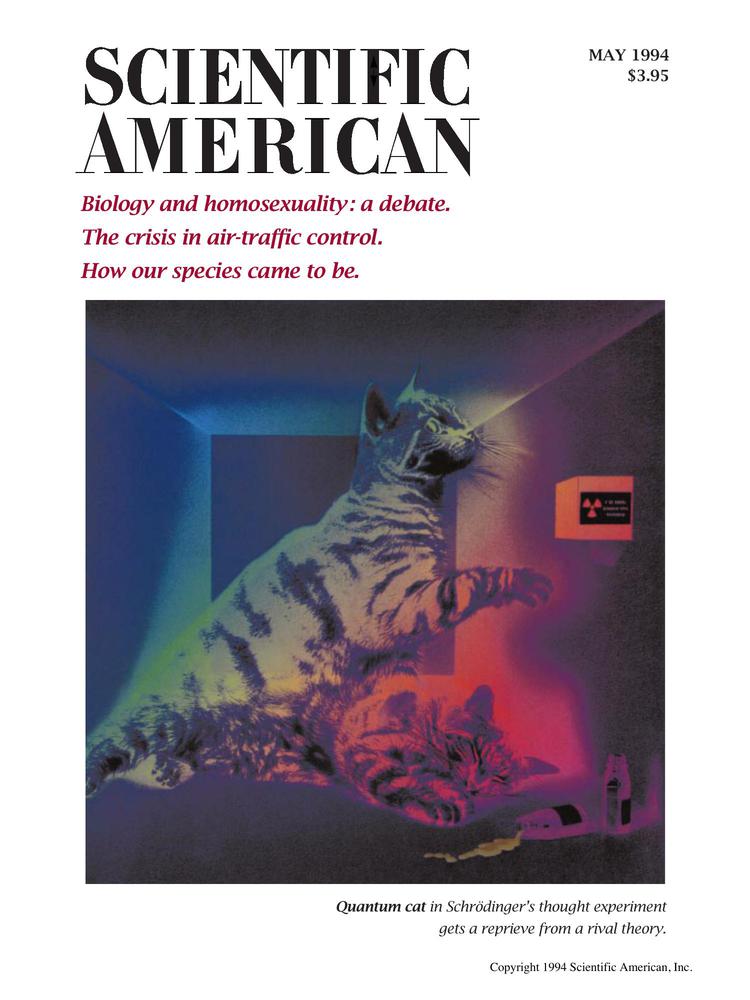 SCIENTIFIC
AMERICAN
MAY 1994
$3.95
Biology and homosexuality: a debate.
The crisis in air-traffic control.
How our species came to be.
Quantum cat in Schrödinger's thought experiment
gets a reprieve from a rival theory.
Copyright 1994 Scientific American, Inc.